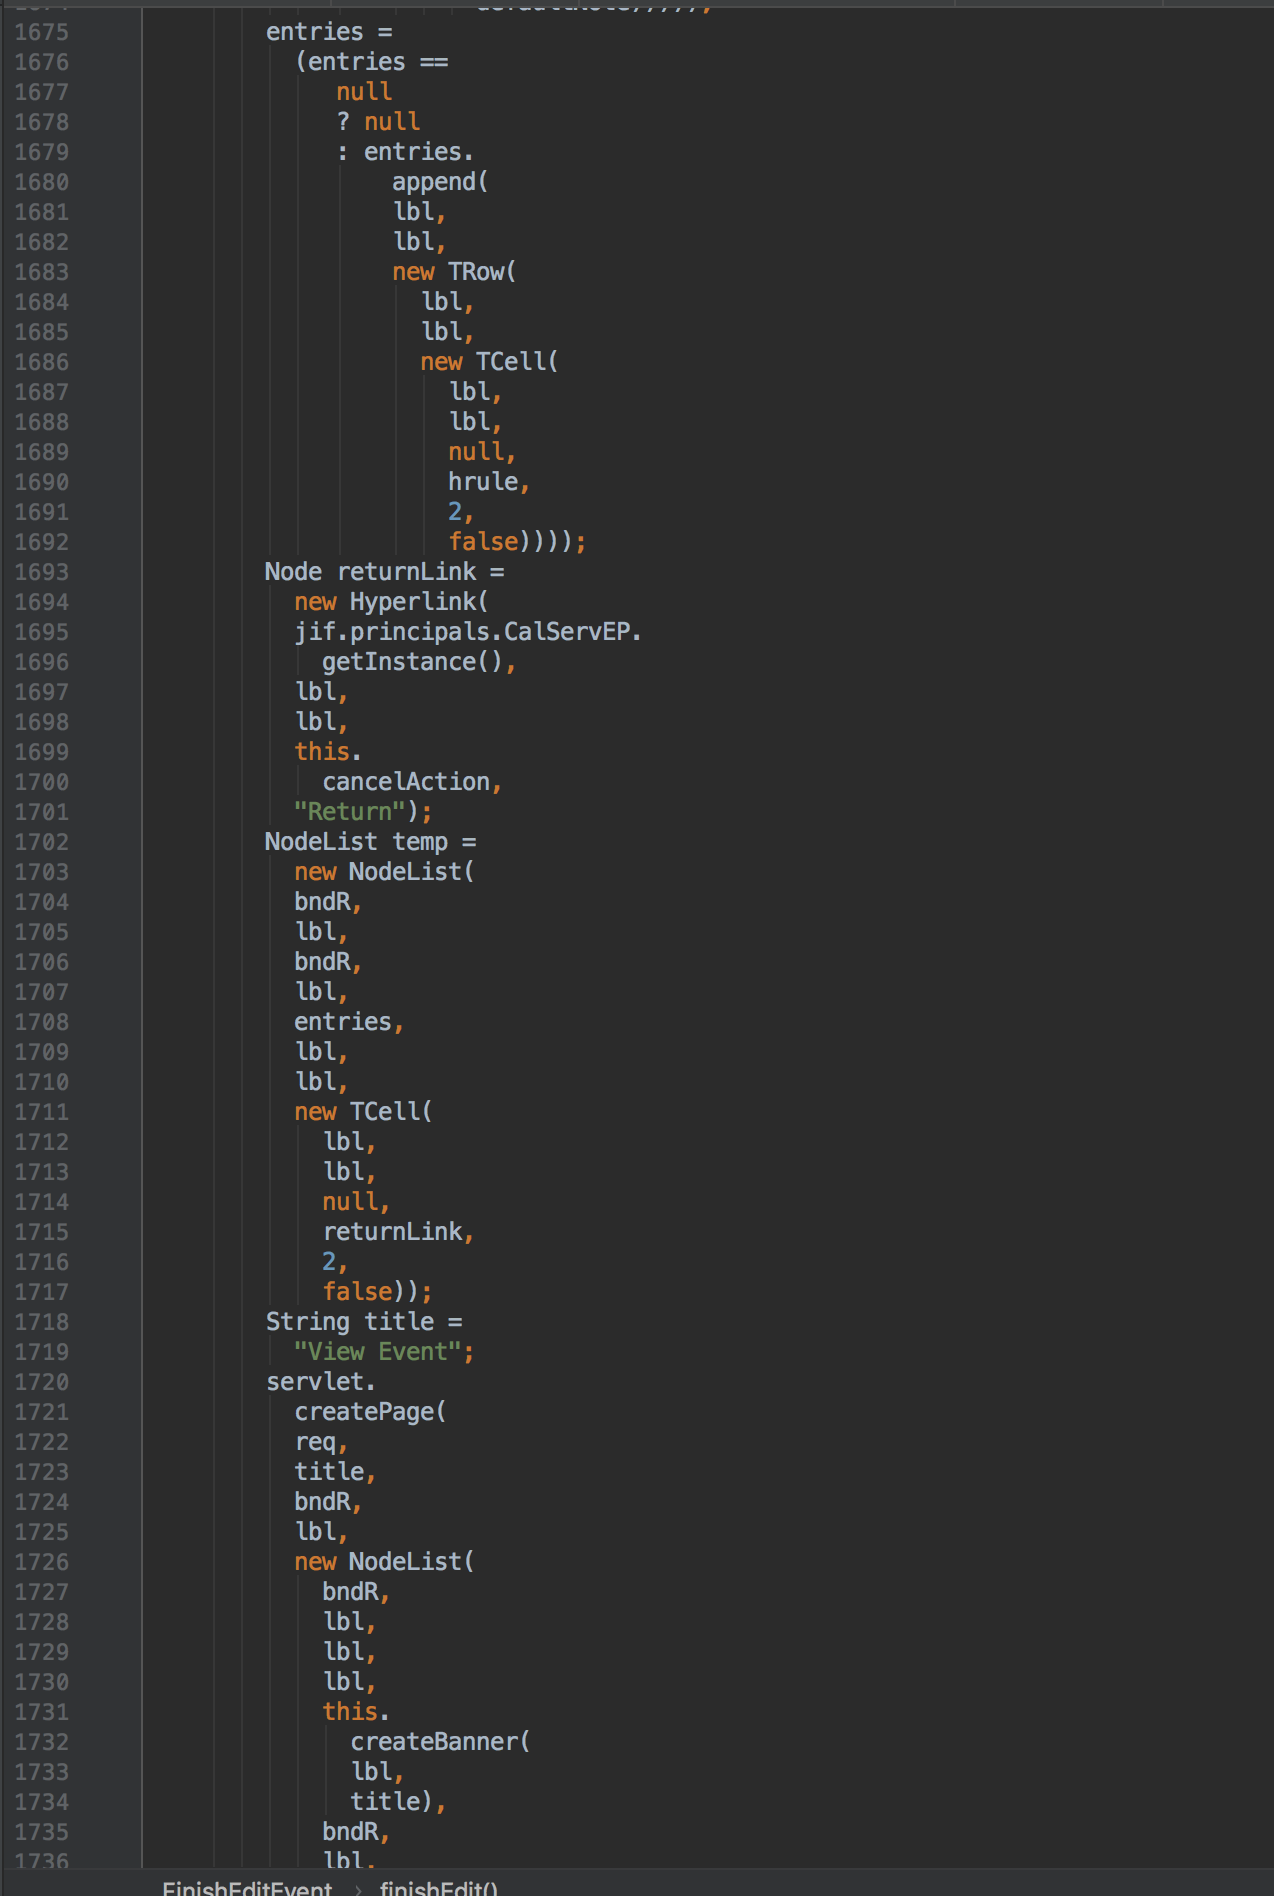 1675 entries =
1676 (entries ==
1677 null
1678 ? null
1679 : entries.
1680 append(
1681 lbl,
1682 lbl,
1683 new TRow(
1684 lbl,
1685 lbl,
1686 new TCell(
1687 lbl,
1688 lbl,
1689 null,
1690 hrule,
1691 2,
1692 false))));
1693 Node returnLink =
1694 new Hyperlink(
1695 jif.principals.CalServEP.
1696 getInstance(),
1697 lbl,
1698 lbl,
1699 this.
1700 cancelAction,
1701 "Return");
1702 NodeList temp =
1703 new NodeList(
1704 bndR,
1705 lbl,
1706 bndR,
1707 lbl,
1708 entries,
1709 lbl,
1710 lbl,
1711 new TCell(
1712 lbl,
1713 lbl,
1714 null,
1715 returnLink,
1716 2,
1717 false));
1718 String title =
1719 "View Event";
1720 servlet.
1721 createPage(
1722 req,
1723 title,
1724 bndR,
1725 lbl,
1726 new NodeList(
1727 bndR,
1728 lbl,
1729 lbl,
1730 lbl,
1731 this.
1732 createBanner(
1733 lbl,
1734 title),
1735 bndR,
1736 lbl,
FinishEditEvent › finishEdit()